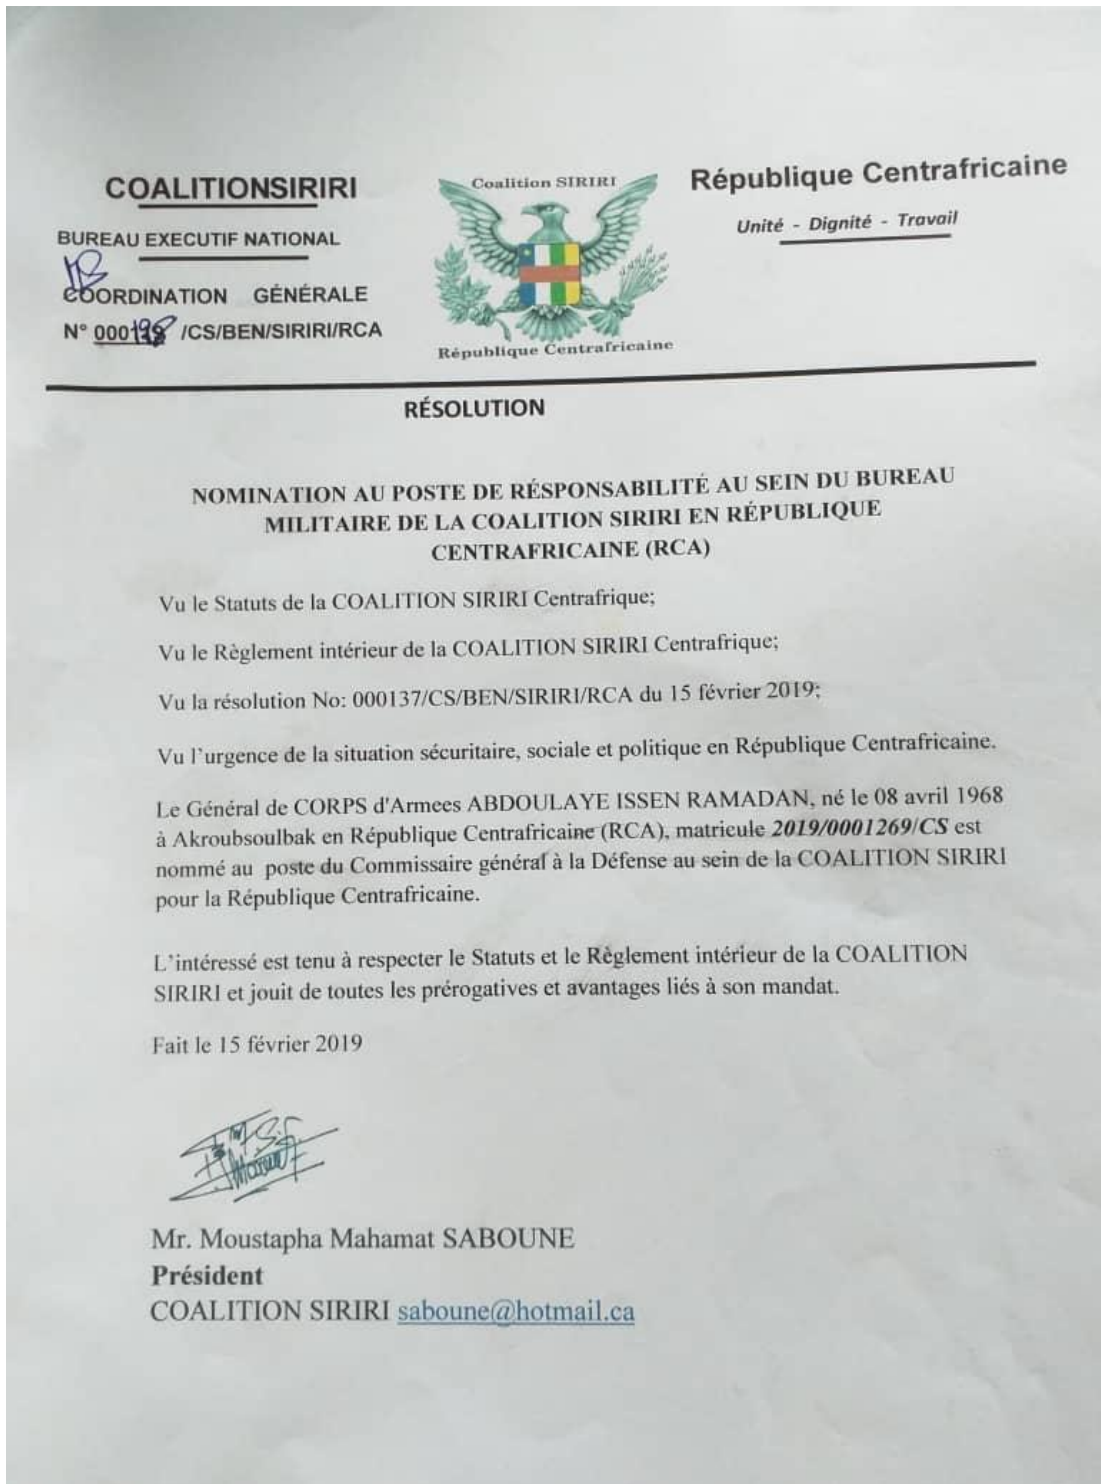 COALITIONSIRIRI
BUREAU EXECUTIF NATIONAL
COORDINATION GÉNÉRALE
N° 000 /CS/BEN/SIRIRI/RCA
Coalition SIRIRI
République Centrafricaine
République Centrafricaine
Unité - Dignité - Travail
RÉSOLUTION
NOMINATION AU POSTE DE RÉSPONSABILITÉ AU SEIN DU BUREAU
MILITAIRE DE LA COALITION SIRIRI EN RÉPUBLIQUE
CENTRAFRICAINE (RCA)
Vu le Statuts de la COALITION SIRIRI Centrafrique;
Vu le Règlement intérieur de la COALITION SIRIRI Centrafrique;
Vu la résolution No: 000137/CS/BEN/SIRIRI/RCA du 15 février 2019;
Vu l'urgence de la situation sécuritaire, sociale et politique en République Centrafricaine.
Le Général de CORPS d'Armees ABDOULAYE ISSEN RAMADAN, né le 08 avril 1968
à Akroubsoulbak en République Centrafricaine (RCA), matricule 2019/0001269/CS est
nommé au poste du Commissaire général à la Défense au sein de la COALITION SIRIRI
pour la République Centrafricaine.
L'intéressé est tenu à respecter le Statuts et le Règlement intérieur de la COALITION
SIRIRI et jouit de toutes les prérogatives et avantages liés à son mandat.
Fait le 15 février 2019
Mr. Moustapha Mahamat SABOUNE
Président
COALITION SIRIRI saboune@hotmail.ca